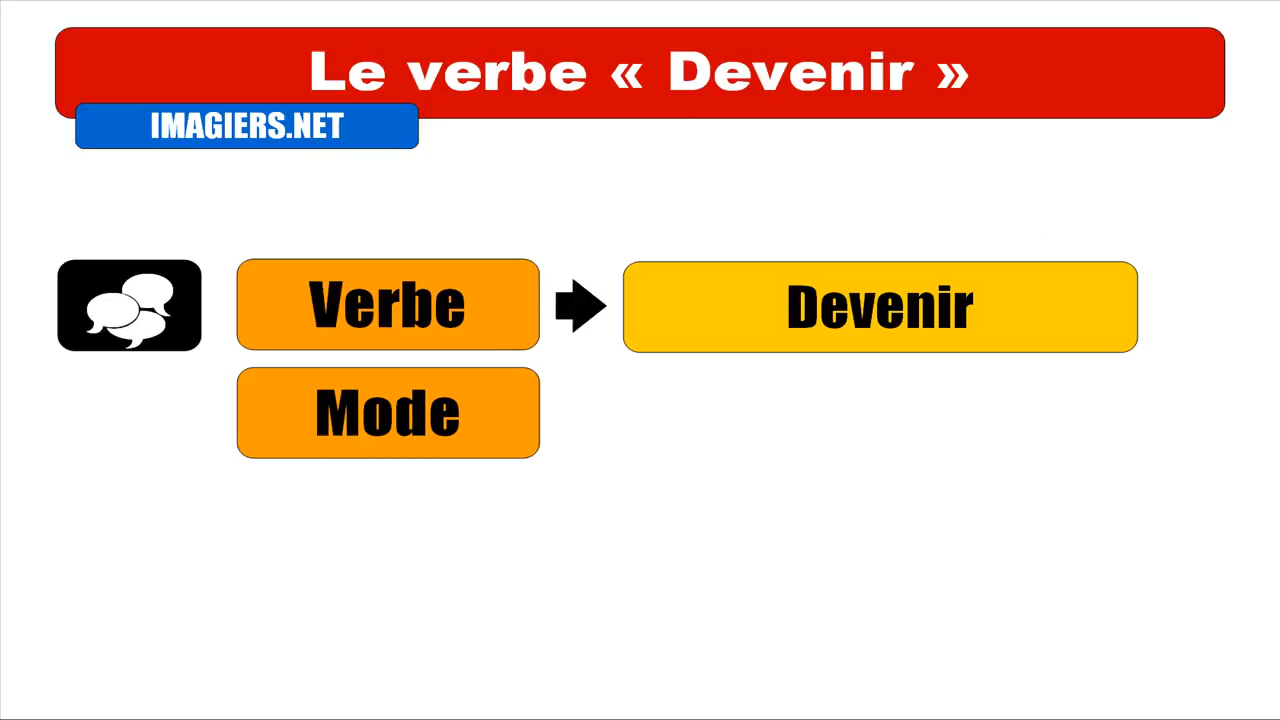 Le verbe « Devenir »
IMAGIERS.NET
Verbe
Devenir
Mode